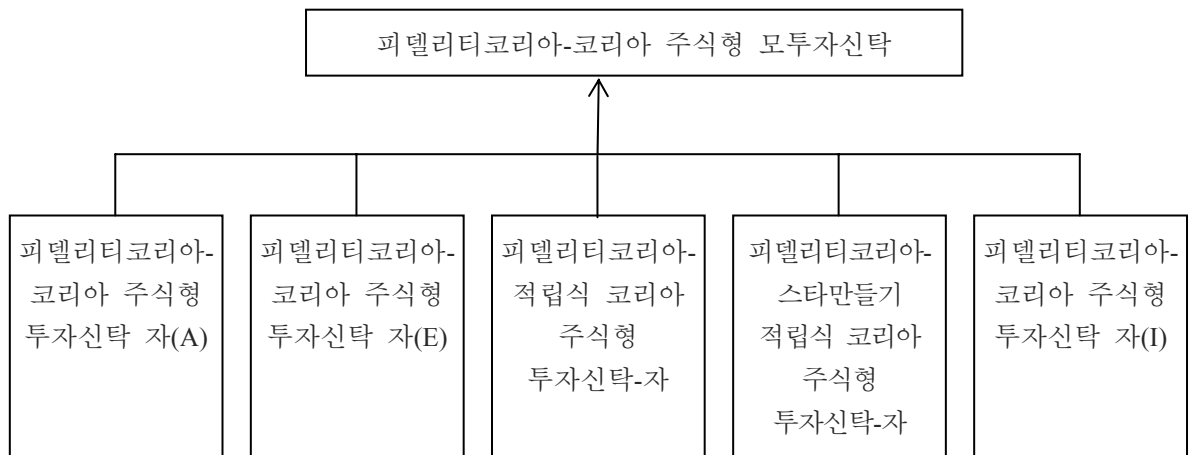 피델리티코리아-코리아 주식형 모투자신탁
피델리티코리아-
코리아 주식형
투자신탁 자(A)
피델리티코리아-
코리아 주식형
투자신탁 자(E)
피델리티코리아-
적립식 코리아
주식형
투자신탁-자
피델리티코리아-
스타만들기
적립식 코리아
주식형
투자신탁-자
피델리티코리아-
코리아 주식형
투자신탁 자(I)